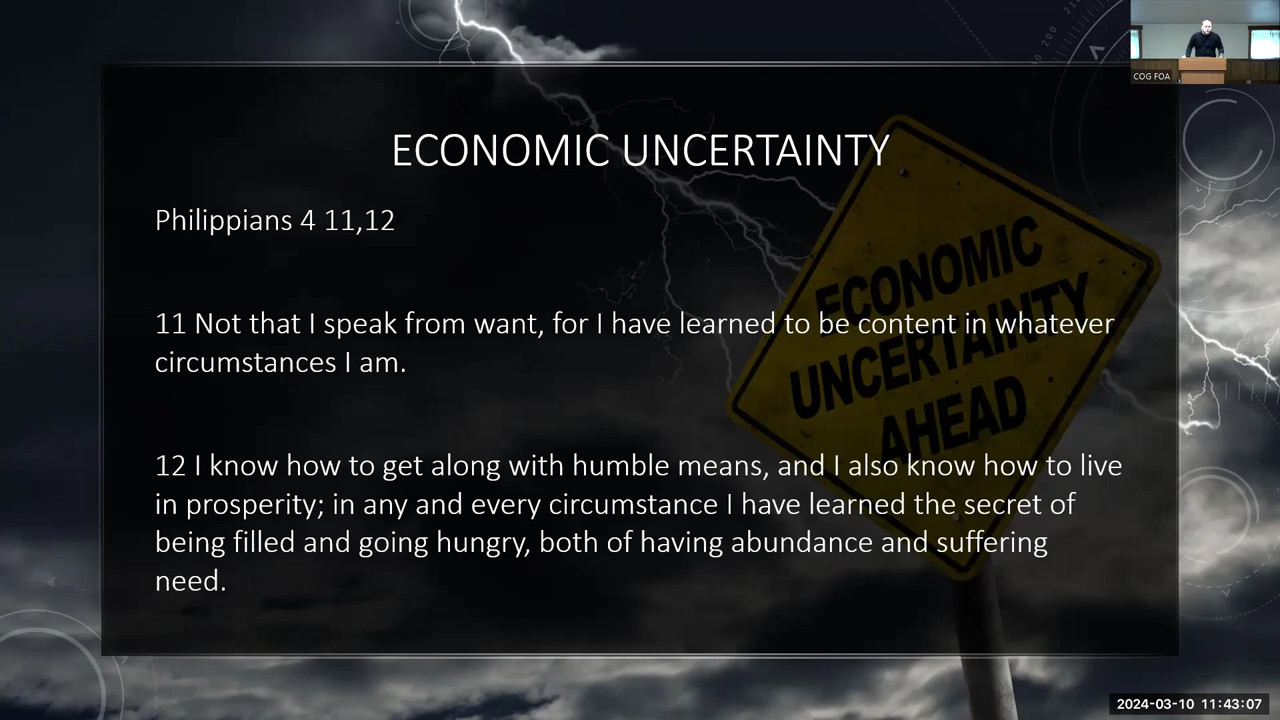 COG FOA
ECONOMIC UNCERTAINTY
Philippians 4 11,12
11 Not that I speak from want, for I have learned to be content in whatever
circumstances I am.
12 I know how to get along with humble means, and I also know how to live
in prosperity; in any and every circumstance I have learned the secret of
being filled and going hungry, both of having abundance and suffering
need.
ECONOMIC
UNCERTAINTY
AHEAD
2024-03-10 11:43:07